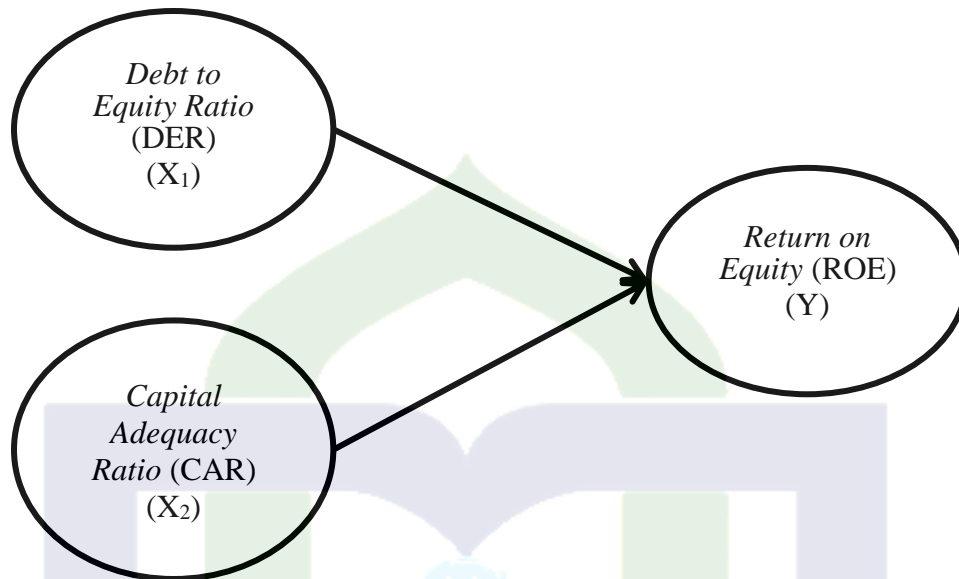 Debt to
Equity Ratio
(DER)
(X₁)
Return on
Equity (ROE)
(Y)
Capital
Adequacy
Ratio (CAR)
(X₂)